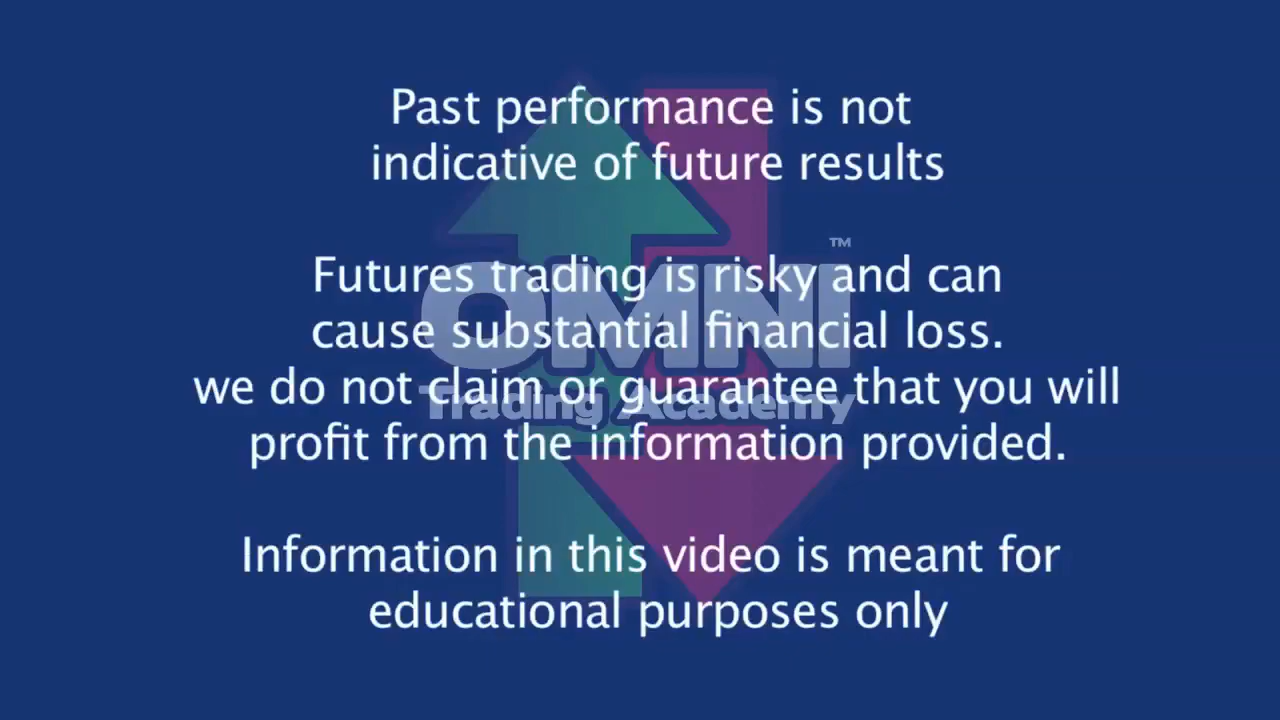 Past performance is not
indicative of future results
™
Futures trading is risky and can
OMNI
cause substantial financial loss.
we do not claim or guarantee that you will
Trading Academy
profit from the information provided.
Information in this video is meant for
educational purposes only